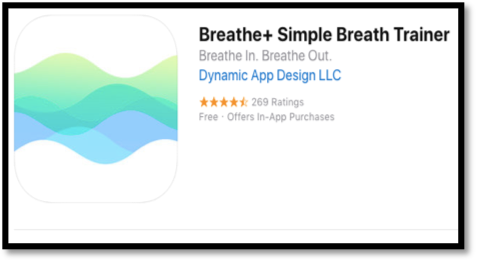 Breathe+ Simple Breath Trainer
Breathe In. Breathe Out.
Dynamic App Design LLC
★★★★⯪ 269 Ratings
Free · Offers In-App Purchases